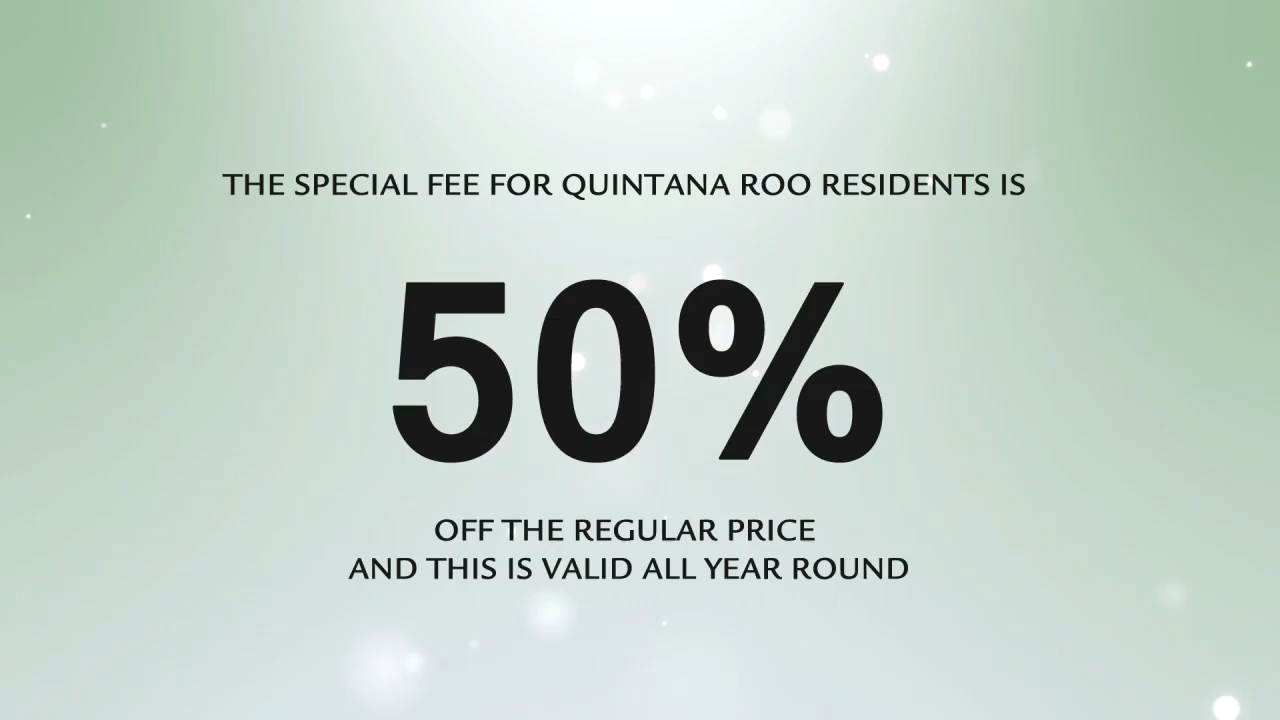 THE SPECIAL FEE FOR QUINTANA ROO RESIDENTS IS
50%
OFF THE REGULAR PRICE
AND THIS IS VALID ALL YEAR ROUND